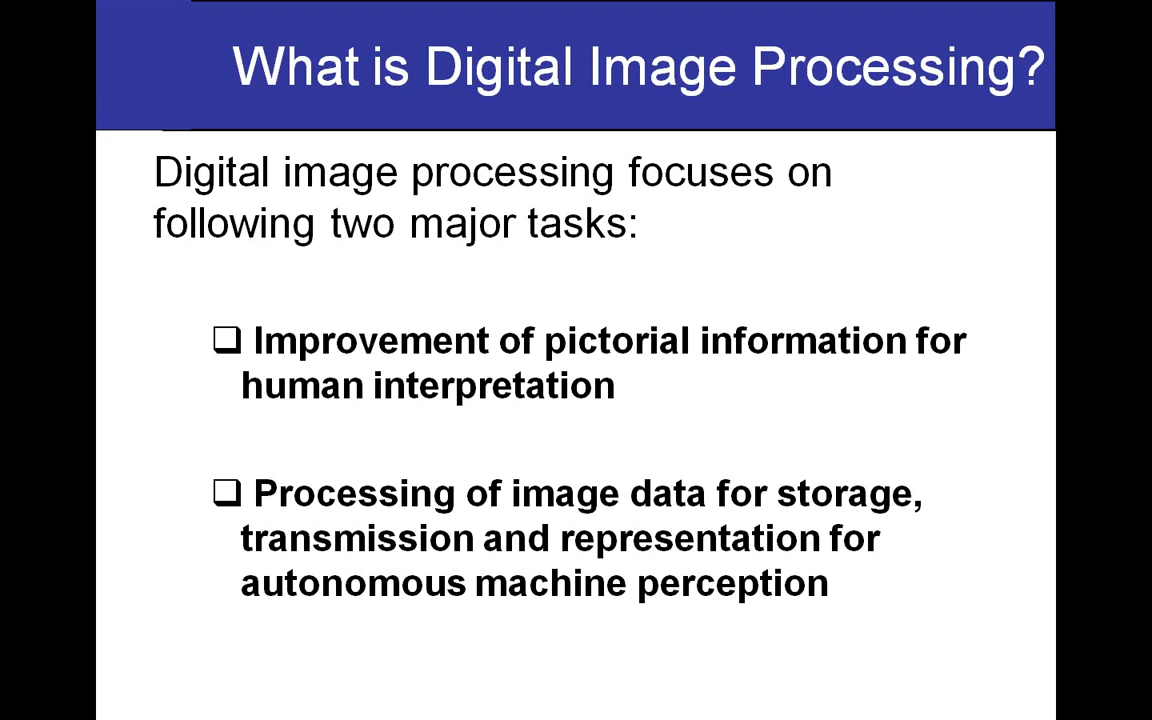 What is Digital Image Processing?
Digital image processing focuses on
following two major tasks:
❑ Improvement of pictorial information for
human interpretation
❑ Processing of image data for storage,
transmission and representation for
autonomous machine perception